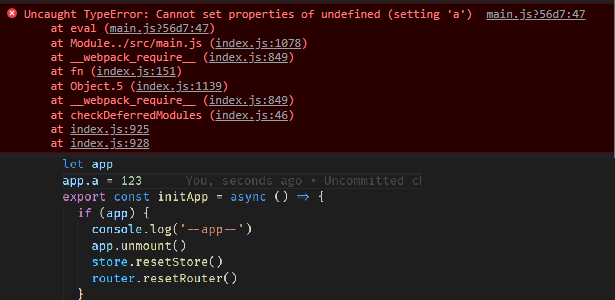 Uncaught TypeError: Cannot set properties of undefined (setting 'a') main.js?56d7:47
at eval (main.js?56d7:47)
at Module../src/main.js (index.js:1078)
at __webpack_require__ (index.js:849)
at fn (index.js:151)
at Object.5 (index.js:1139)
at __webpack_require__ (index.js:849)
at checkDeferredModules (index.js:46)
at index.js:925
at index.js:928
let app
app.a = 123 You, seconds ago • Uncommitted
export const initApp = async () => {
if (app) {
console.log('--app--')
app.unmount()
store.resetStore()
router.resetRouter()
}